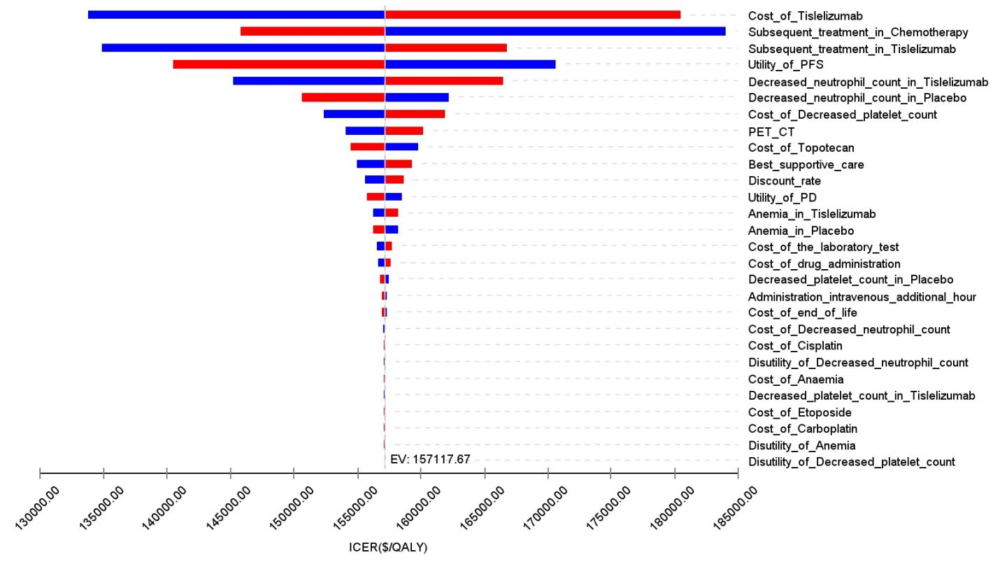 Cost_of_Tislelizumab
Subsequent_treatment_in_Chemotherapy
Subsequent_treatment_in_Tislelizumab
Utility_of_PFS
Decreased_neutrophil_count_in_Tislelizumab
Decreased_neutrophil_count_in_Placebo
Cost_of_Decreased_platelet_count
PET_CT
Cost_of_Topotecan
Best_supportive_care
Discount_rate
Utility_of_PD
Anemia_in_Tislelizumab
Anemia_in_Placebo
Cost_of_the_laboratory_test
Cost_of_drug_administration
Decreased_platelet_count_in_Placebo
Administration_intravenous_additional_hour
Cost_of_end_of_life
Cost_of_Decreased_neutrophil_count
Cost_of_Cisplatin
Disutility_of_Decreased_neutrophil_count
Cost_of_Anaemia
Decreased_platelet_count_in_Tislelizumab
Cost_of_Etoposide
Cost_of_Carboplatin
Disutility_of_Anemia
EV: 157117.67
Disutility_of_Decreased_platelet_count
130000.00
135000.00
140000.00
145000.00
150000.00
155000.00
160000.00
165000.00
170000.00
175000.00
180000.00
185000.00
ICER($/QALY)